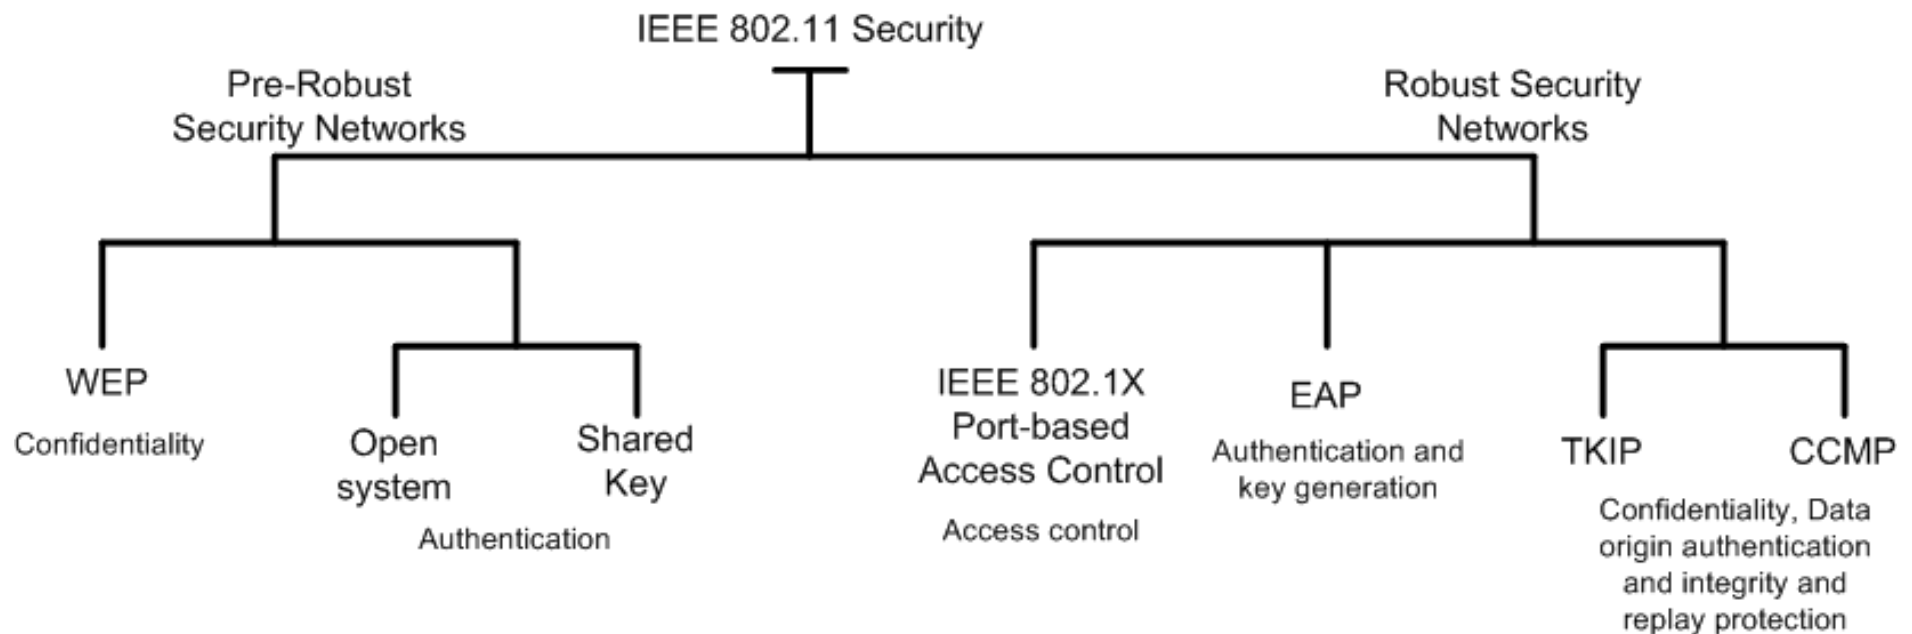 IEEE 802.11 Security
Pre-Robust
Security Networks
Robust Security
Networks
WEP
Confidentiality
Open
system
Shared
Key
Authentication
IEEE 802.1X
Port-based
Access Control
Access control
EAP
Authentication and
key generation
TKIP
CCMP
Confidentiality, Data
origin authentication
and integrity and
replay protection